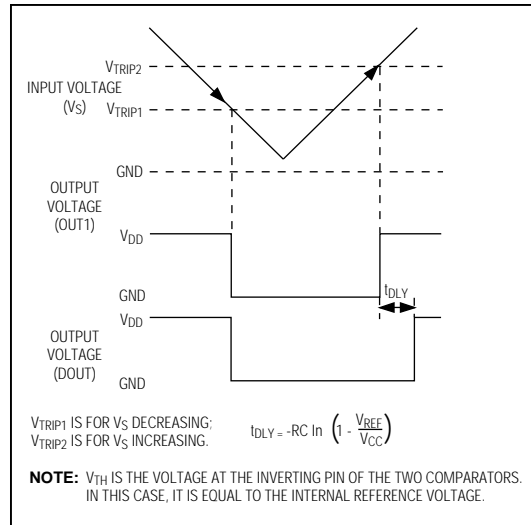 VTRIP2
INPUT VOLTAGE
(VS)
VTRIP1
GND
OUTPUT
VOLTAGE
(OUT1)
VDD
GND
tDLY
VDD
OUTPUT
VOLTAGE
(DOUT)
GND
VTRIP1 IS FOR VS DECREASING;
VTRIP2 IS FOR VS INCREASING.
tDLY = -RC ln (1 - VREF/VCC)
NOTE: VTH IS THE VOLTAGE AT THE INVERTING PIN OF THE TWO COMPARATORS.
IN THIS CASE, IT IS EQUAL TO THE INTERNAL REFERENCE VOLTAGE.